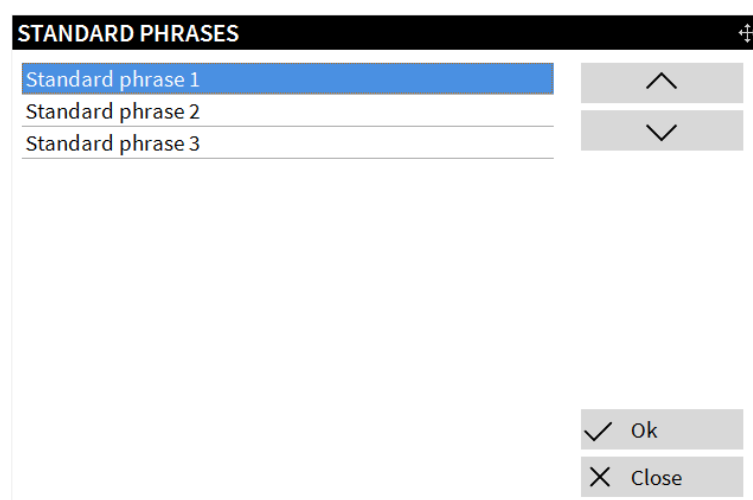 STANDARD PHRASES
Standard phrase 1
Standard phrase 2
Standard phrase 3
Ok
Close